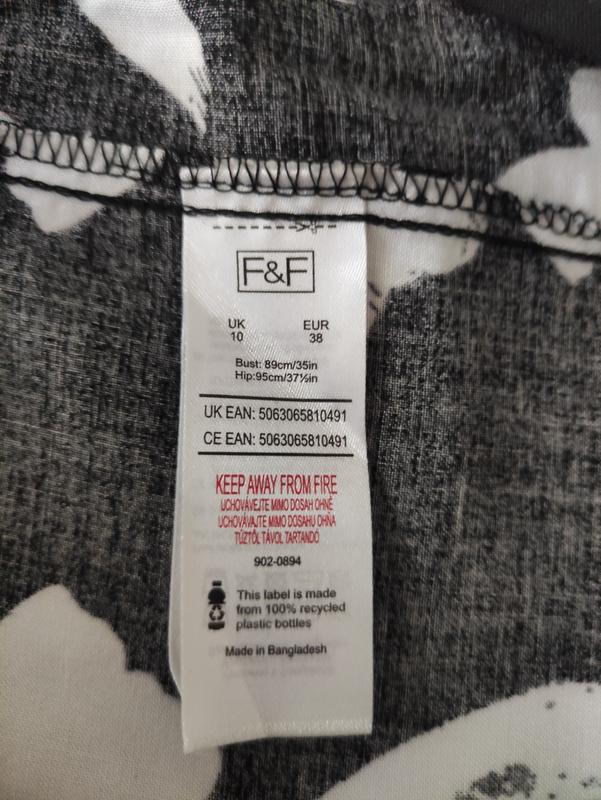 F&F
UK EUR
10 38
Bust: 89cm/35in
Hip:95cm/37½in
UK EAN: 5063065810491
CE EAN: 5063065810491
KEEP AWAY FROM FIRE
UCHOVÁVEJTE MIMO DOSAH OHNĚ
UCHOVÁVAJTE MIMO DOSAHU OHŇA
TŰZTŐL TÁVOL TARTANDÓ
902-0894
This label is made
from 100% recycled
plastic bottles
Made in Bangladesh